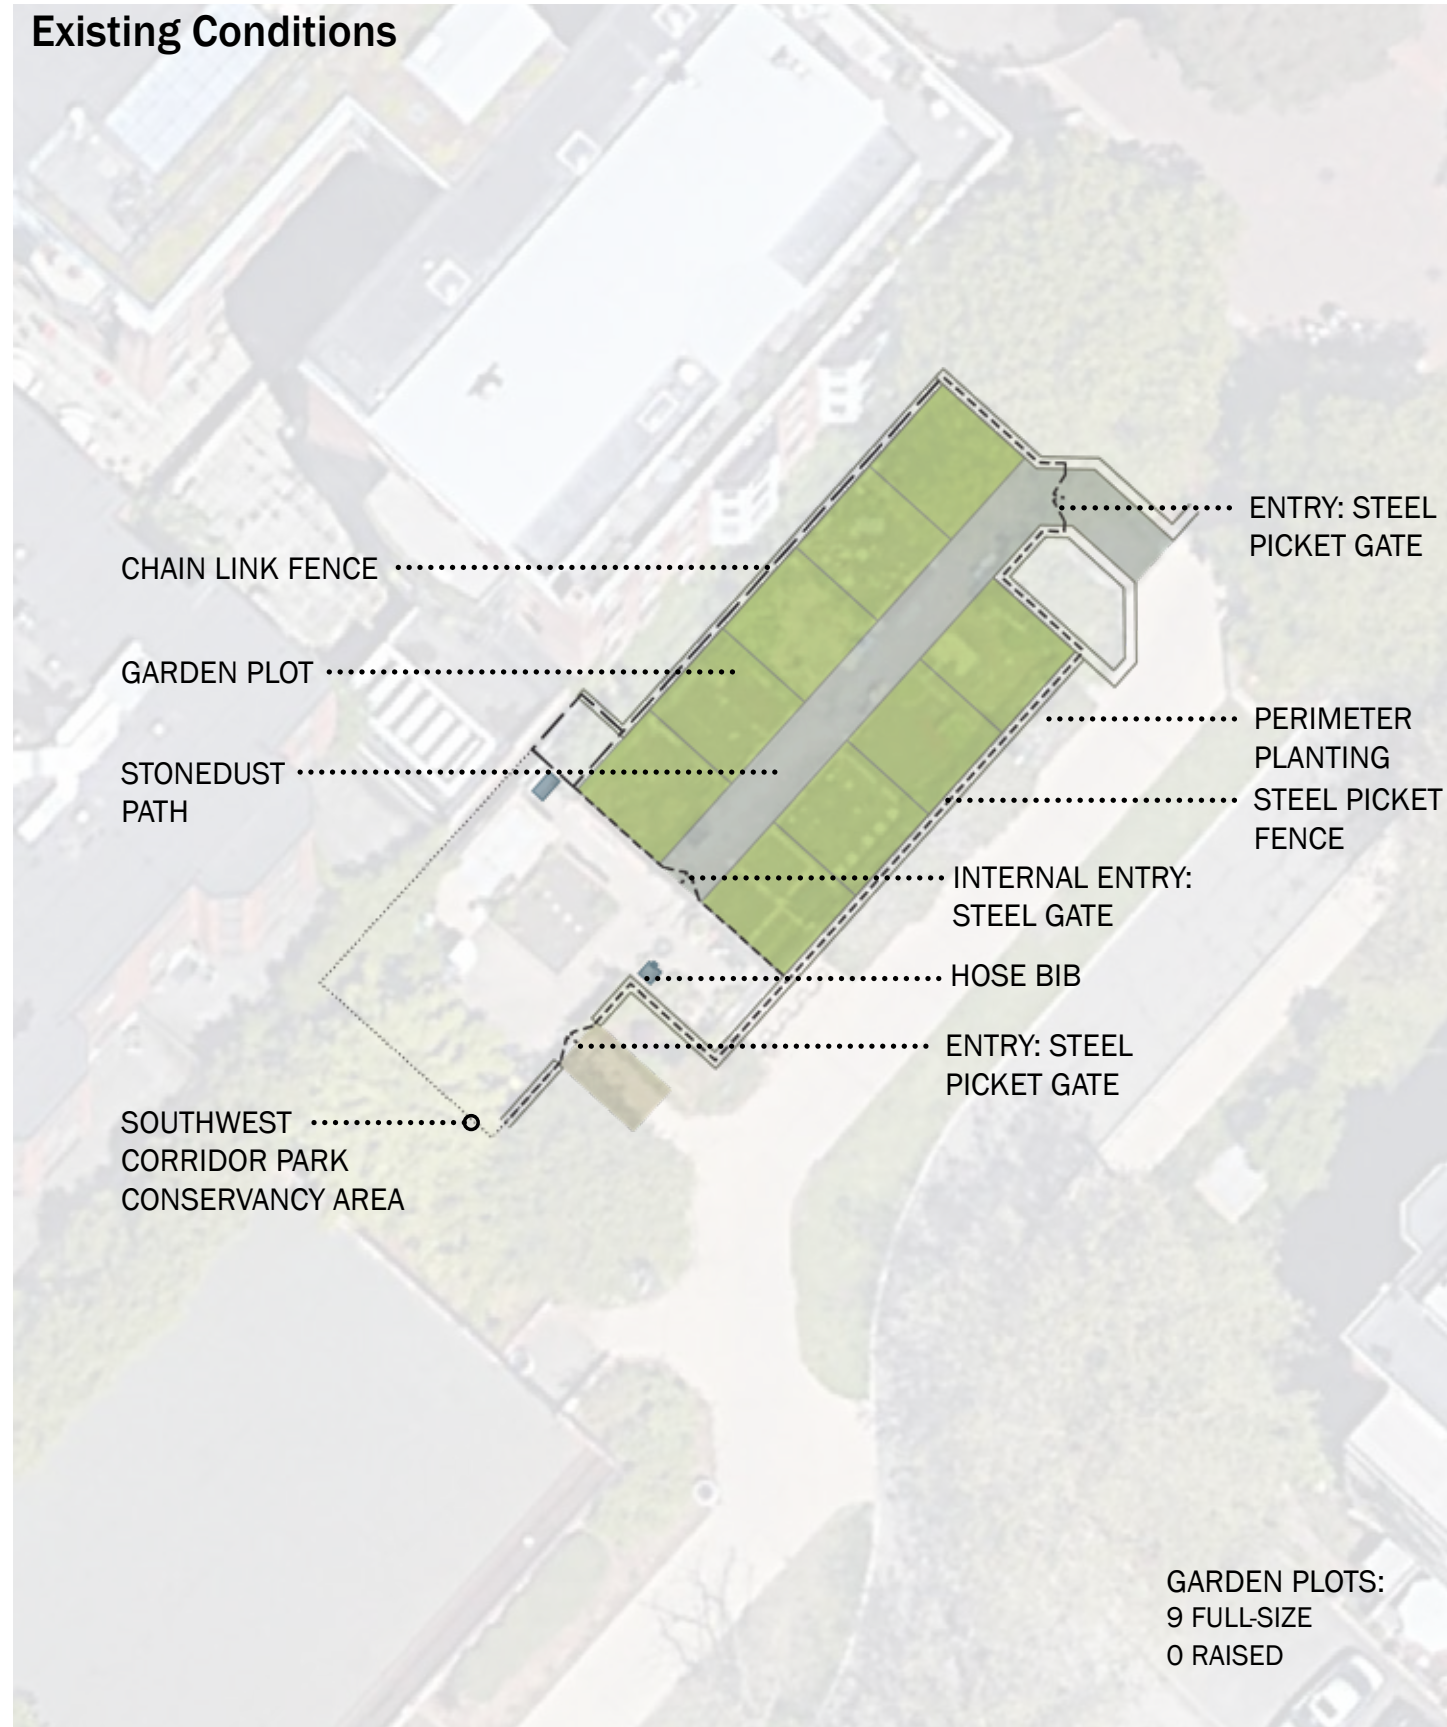 Existing Conditions
CHAIN LINK FENCE
GARDEN PLOT
STONEDUST
PATH
SOUTHWEST
CORRIDOR PARK
CONSERVANCY AREA
ENTRY: STEEL
PICKET GATE
PERIMETER
PLANTING
STEEL PICKET
FENCE
INTERNAL ENTRY:
STEEL GATE
HOSE BIB
ENTRY: STEEL
PICKET GATE
GARDEN PLOTS:
9 FULL-SIZE
0 RAISED